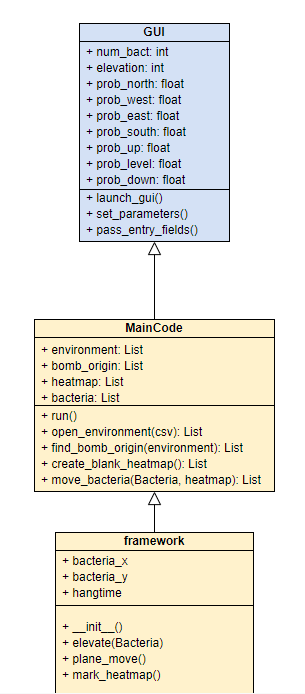 GUI
+ num_bact: int
+ elevation: int
+ prob_north: float
+ prob_west: float
+ prob_east: float
+ prob_south: float
+ prob_up: float
+ prob_level: float
+ prob_down: float
+ launch_gui()
+ set_parameters()
+ pass_entry_fields()
MainCode
+ environment: List
+ bomb_origin: List
+ heatmap: List
+ bacteria: List
+ run()
+ open_environment(csv): List
+ find_bomb_origin(environment): List
+ create_blank_heatmap(): List
+ move_bacteria(Bacteria, heatmap): List
framework
+ bacteria_x
+ bacteria_y
+ hangtime
+ __init__()
+ elevate(Bacteria)
+ plane_move()
+ mark_heatmap()